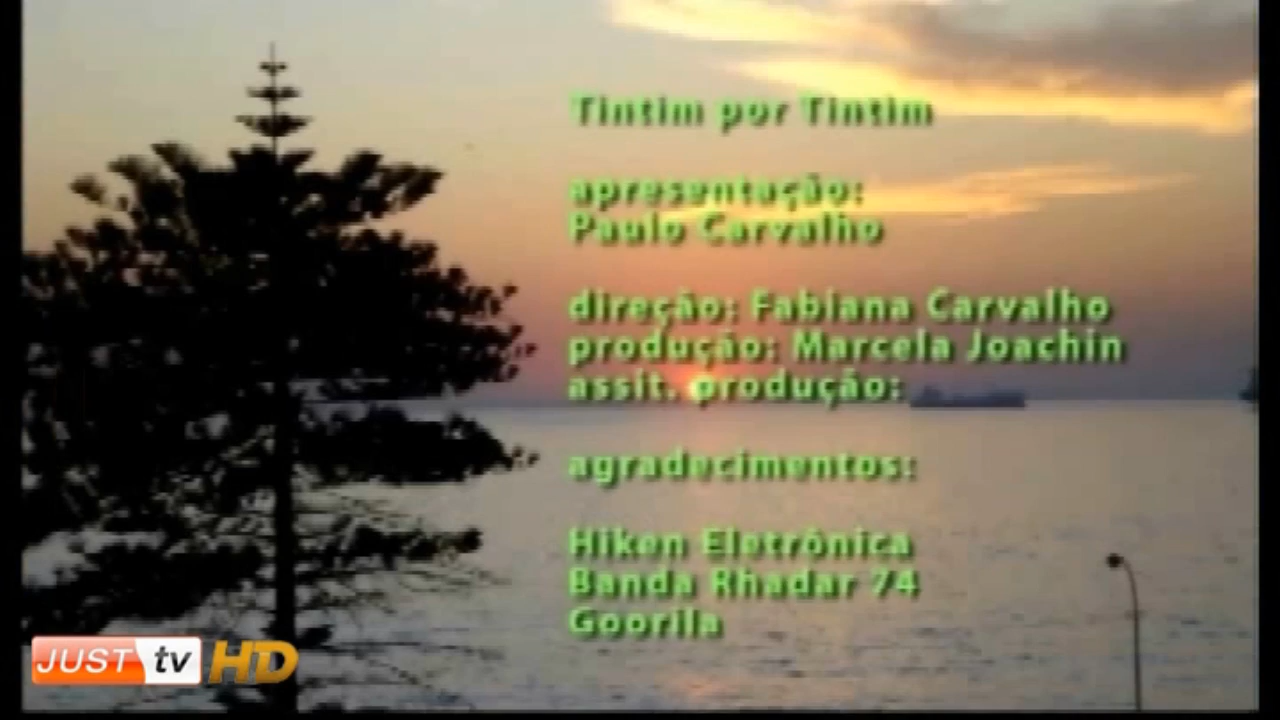 Tintim por Tintim
apresentação:
Paulo Carvalho
direção: Fabiana Carvalho
produção: Marcela Joachin
assit. produção:
agradecimentos:
Hiken Eletrônica
Banda Rhadar 74
Goorila
JUST tv HD